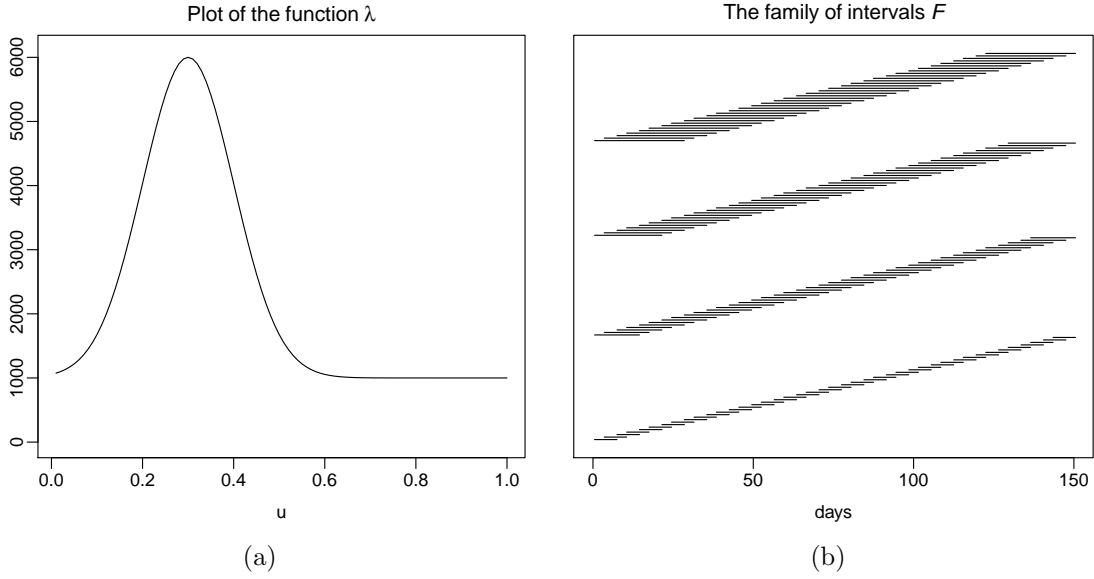 Plot of the function λ
6000
5000
4000
3000
2000
1000
0
0.0 0.2 0.4 0.6 0.8 1.0
u
(a)
The family of intervals F
0 50 100 150
days
(b)